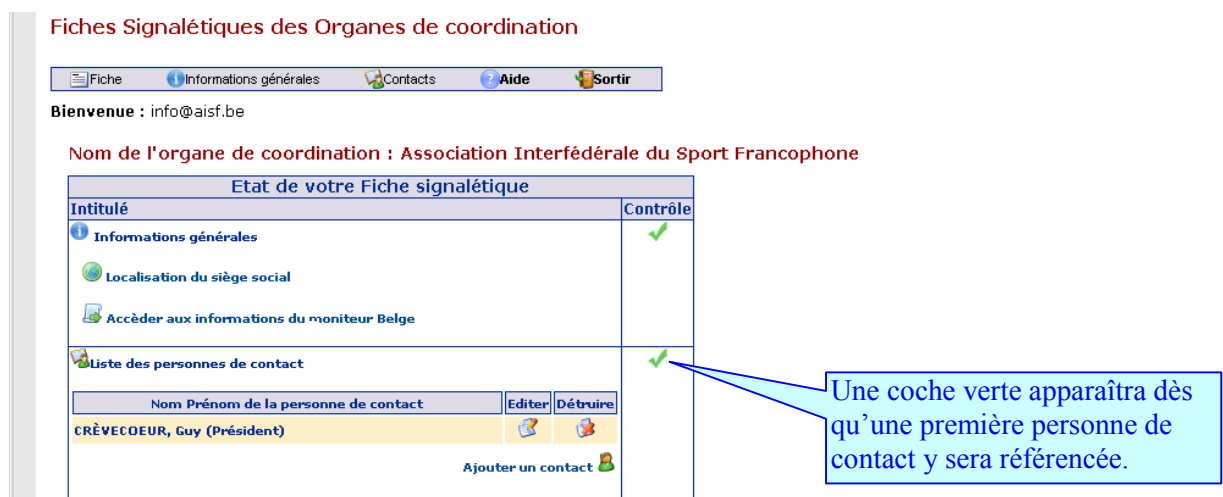 Fiches Signalétiques des Organes de coordination
Fiche Informations générales Contacts Aide Sortir
Bienvenue : info@aisf.be
Nom de l'organe de coordination : Association Interfédérale du Sport Francophone
Etat de votre Fiche signalétique
Intitulé Contrôle
Informations générales
Localisation du siège social
Accèder aux informations du moniteur Belge
Liste des personnes de contact
Nom Prénom de la personne de contact Editer Détruire
CRÈVECOEUR, Guy (Président)
Ajouter un contact
Une coche verte apparaîtra dès
qu’une première personne de
contact y sera référencée.